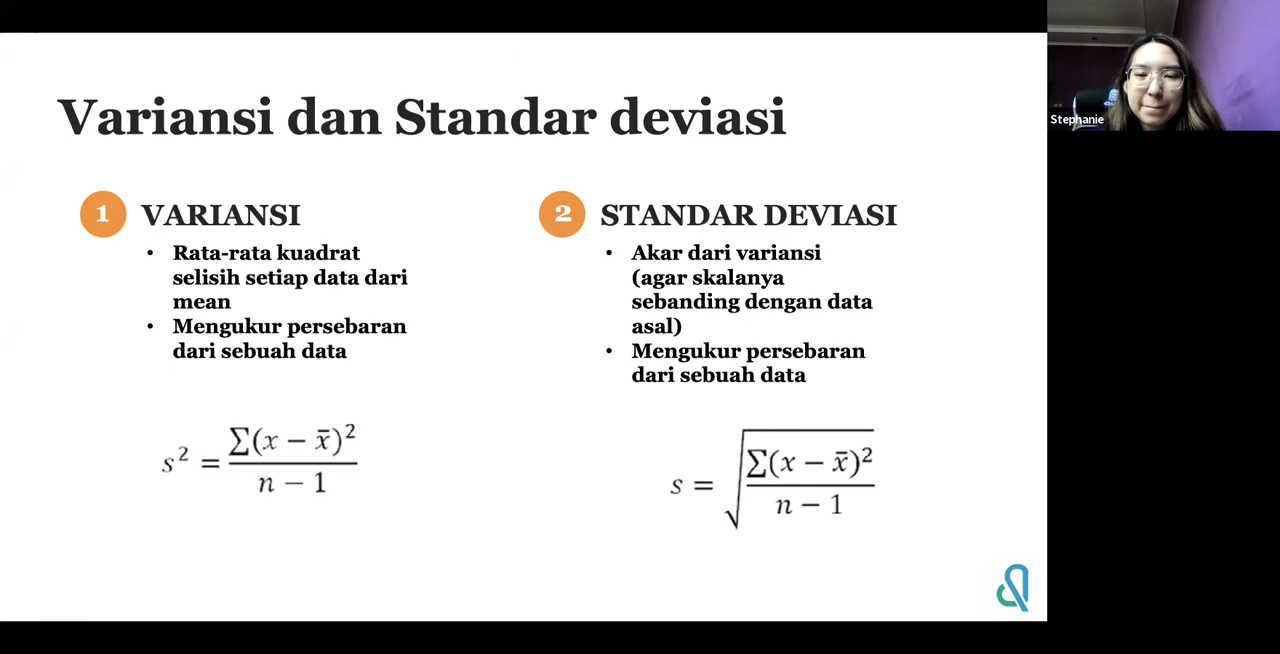 Variansi dan Standar deviasi
1 VARIANSI
• Rata-rata kuadrat
selisih setiap data dari
mean
• Mengukur persebaran
dari sebuah data
s² = ∑(x − x̄)² / n − 1
2 STANDAR DEVIASI
• Akar dari variansi
(agar skalanya
sebanding dengan data
asal)
• Mengukur persebaran
dari sebuah data
s = √(∑(x − x̄)² / n − 1)
Stephanie